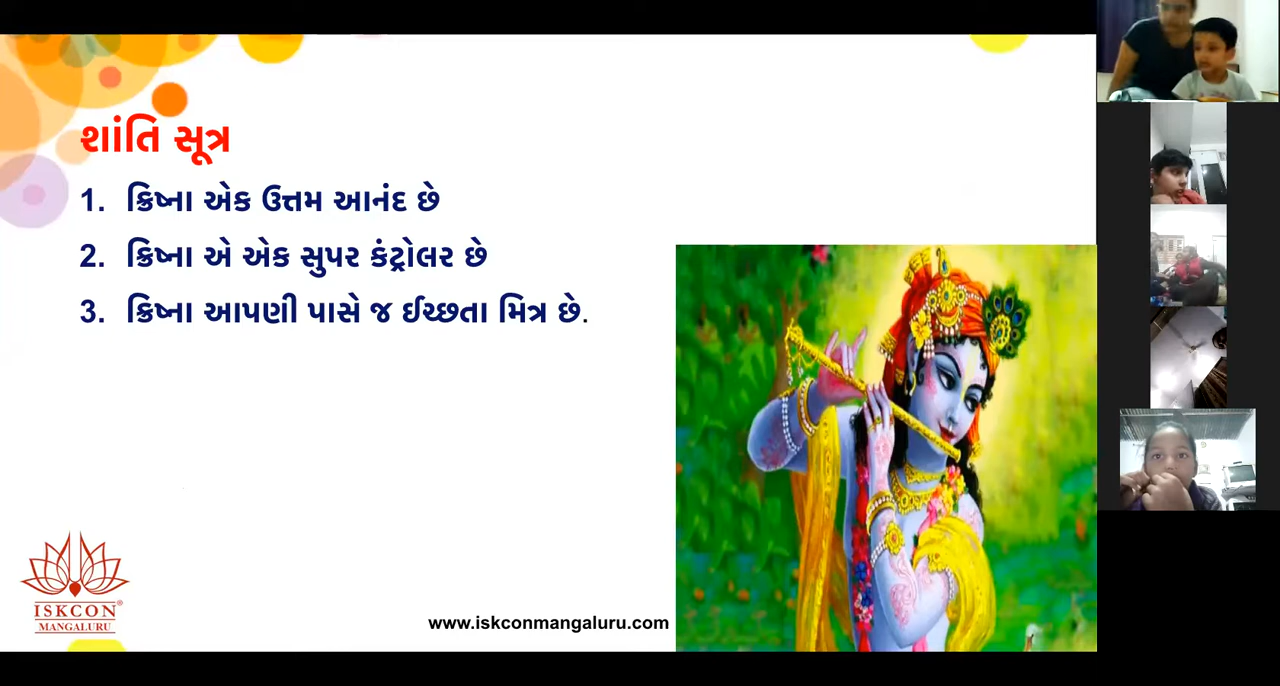 શાંતિ સૂત્ર
1. ક્રિષ્ના એક ઉત્તમ આનંદ છે
2. ક્રિષ્ના એ એક સુપર કંટ્રોલર છે
3. ક્રિષ્ના આપણી પાસે જ ઈચ્છતા મિત્ર છે.
ISKCON®
MANGALURU
www.iskconmangaluru.com